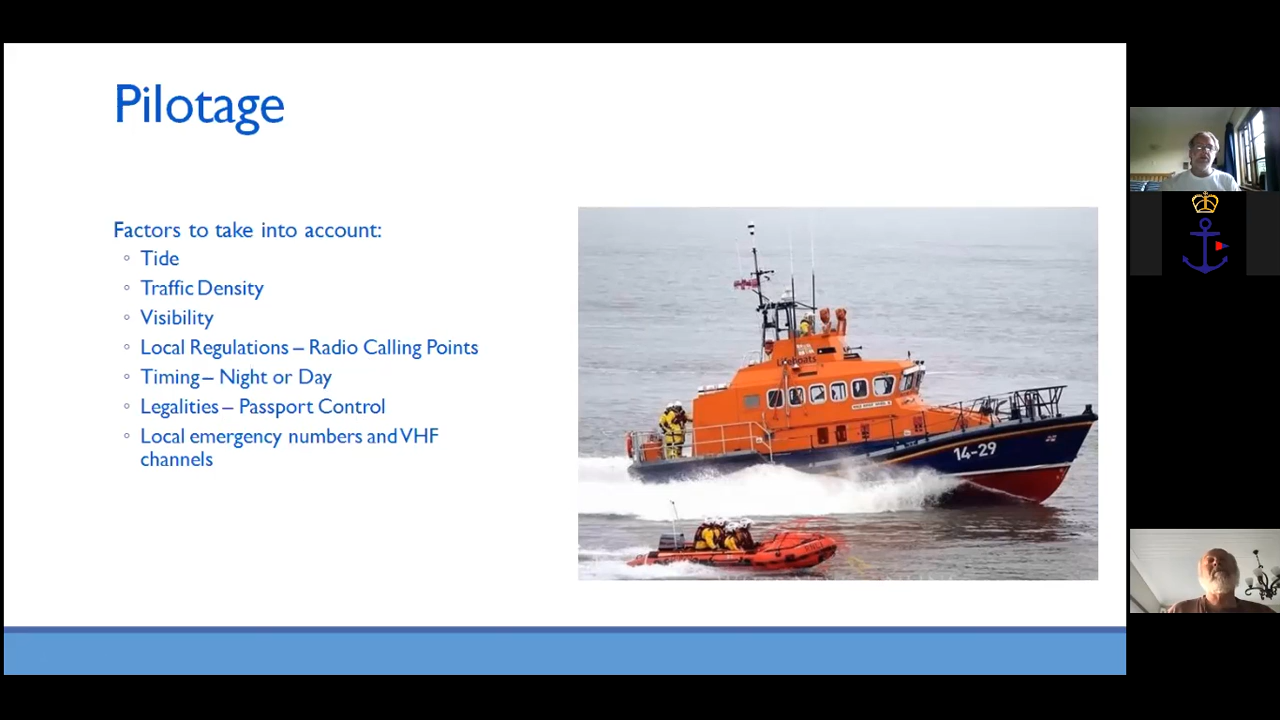 Pilotage
Factors to take into account:
Tide
Traffic Density
Visibility
Local Regulations – Radio Calling Points
Timing – Night or Day
Legalities – Passport Control
Local emergency numbers and VHF
channels
Lifeboats
14-29